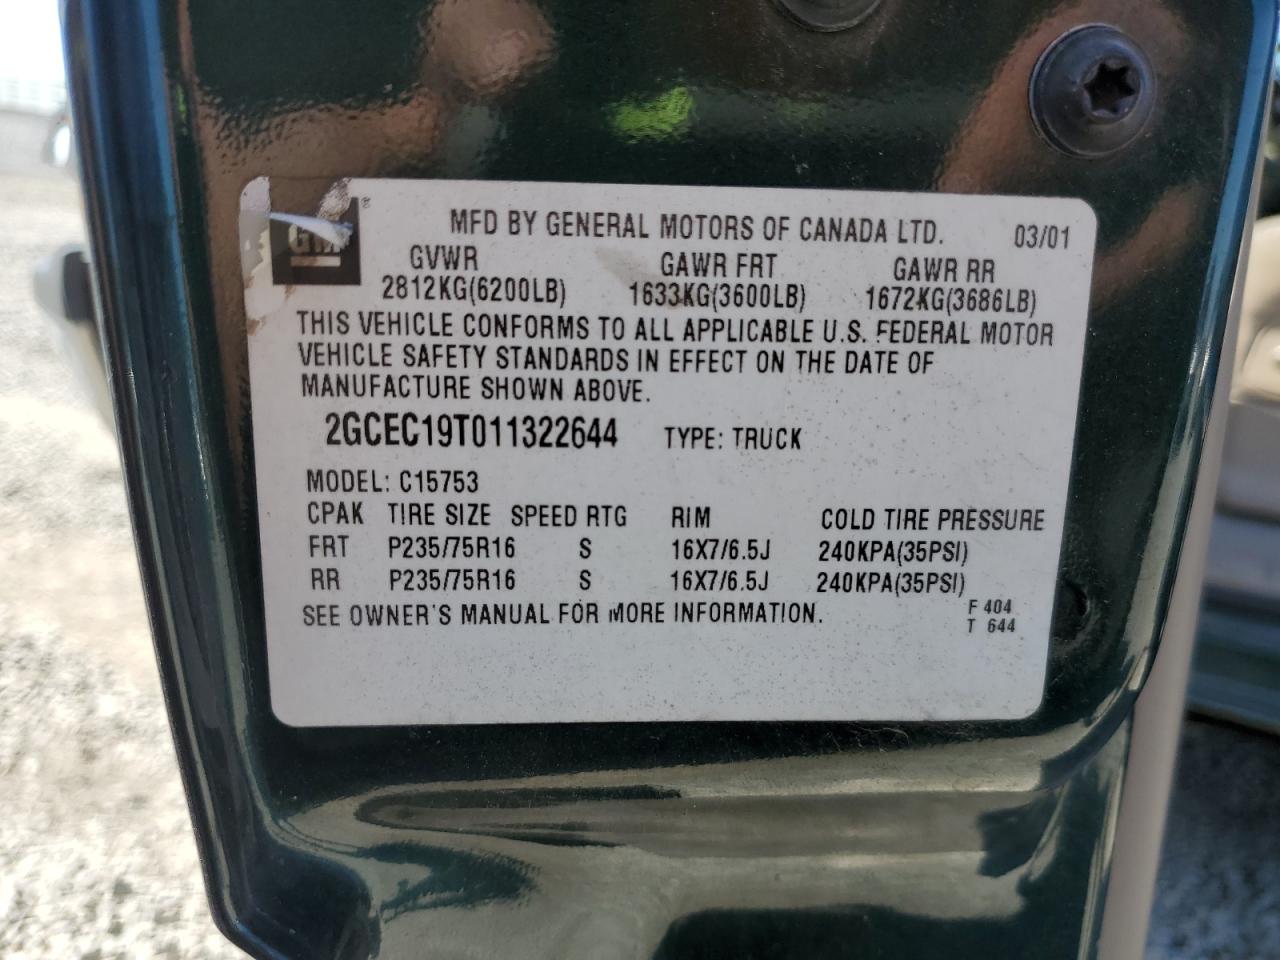 GM ®
MFD BY GENERAL MOTORS OF CANADA LTD. 03/01
GVWR GAWR FRT GAWR RR
2812KG(6200LB) 1633KG(3600LB) 1672KG(3686LB)
THIS VEHICLE CONFORMS TO ALL APPLICABLE U.S. FEDERAL MOTOR
VEHICLE SAFETY STANDARDS IN EFFECT ON THE DATE OF
MANUFACTURE SHOWN ABOVE.
2GCEC19T011322644 TYPE: TRUCK
MODEL: C15753
CPAK TIRE SIZE SPEED RTG RIM COLD TIRE PRESSURE
FRT P235/75R16 S 16X7/6.5J 240KPA(35PSI)
RR P235/75R16 S 16X7/6.5J 240KPA(35PSI)
SEE OWNER'S MANUAL FOR MORE INFORMATION. F 404
T 644